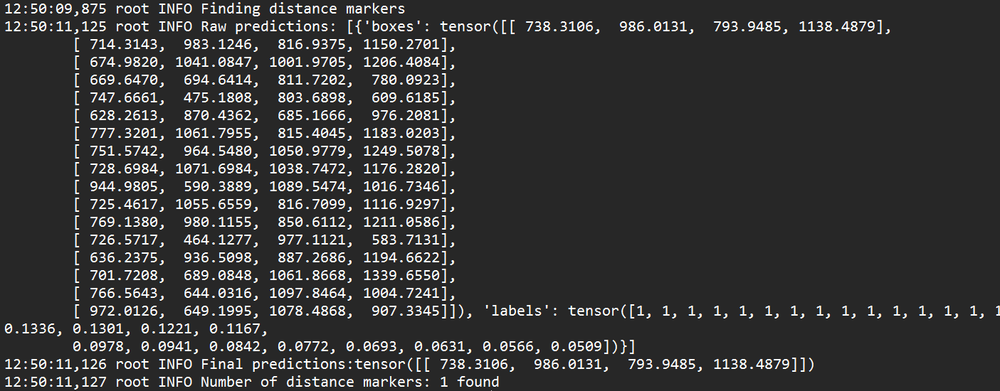 12:50:09,875 root INFO Finding distance markers
12:50:11,125 root INFO Raw predictions: [{'boxes': tensor([[ 738.3106,  986.0131,  793.9485, 1138.4879],
        [ 714.3143,  983.1246,  816.9375, 1150.2701],
        [ 674.9820, 1041.0847, 1001.9705, 1206.4084],
        [ 669.6470,  694.6414,  811.7202,  780.0923],
        [ 747.6661,  475.1808,  803.6898,  609.6185],
        [ 628.2613,  870.4362,  685.1666,  976.2081],
        [ 777.3201, 1061.7955,  815.4045, 1183.0203],
        [ 751.5742,  964.5480, 1050.9779, 1249.5078],
        [ 728.6984, 1071.6984, 1038.7472, 1176.2820],
        [ 944.9805,  590.3889, 1089.5474, 1016.7346],
        [ 725.4617, 1055.6559,  816.7099, 1116.9297],
        [ 769.1380,  980.1155,  850.6112, 1211.0586],
        [ 726.5717,  464.1277,  977.1121,  583.7131],
        [ 636.2375,  936.5098,  887.2686, 1194.6622],
        [ 701.7208,  689.0848, 1061.8668, 1339.6550],
        [ 766.5643,  644.0316, 1097.8464, 1004.7241],
        [ 972.0126,  649.1995, 1078.4868,  907.3345]]), 'labels': tensor([1, 1, 1, 1, 1, 1, 1, 1, 1, 1, 1, 1, 1, 1, 1
0.1336, 0.1301, 0.1221, 0.1167,
        0.0978, 0.0941, 0.0842, 0.0772, 0.0693, 0.0631, 0.0566, 0.0509])}]
12:50:11,126 root INFO Final predictions:tensor([[ 738.3106,  986.0131,  793.9485, 1138.4879]])
12:50:11,127 root INFO Number of distance markers: 1 found